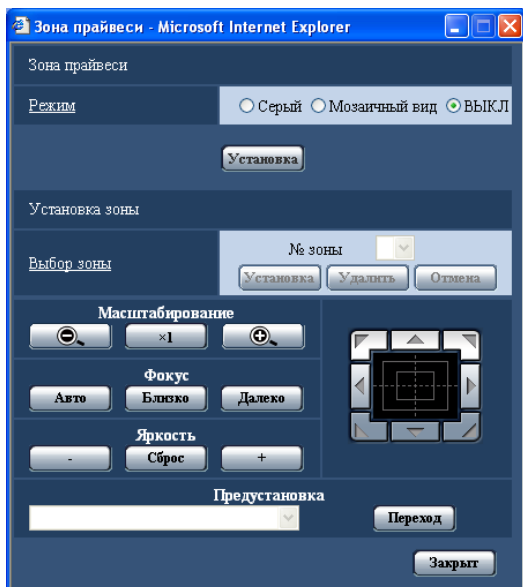 Зона прайвеси - Microsoft Internet Explorer
Зона прайвеси
Режим Серый Мозаичный вид ВЫКЛ
Установка
Установка зоны
Выбор зоны № зоны
Установка Удалить Отмена
Масштабирование
×1
Фокус
Авто Близко Далеко
Яркость
- Сброс +
Предустановка
Переход
Закрыт